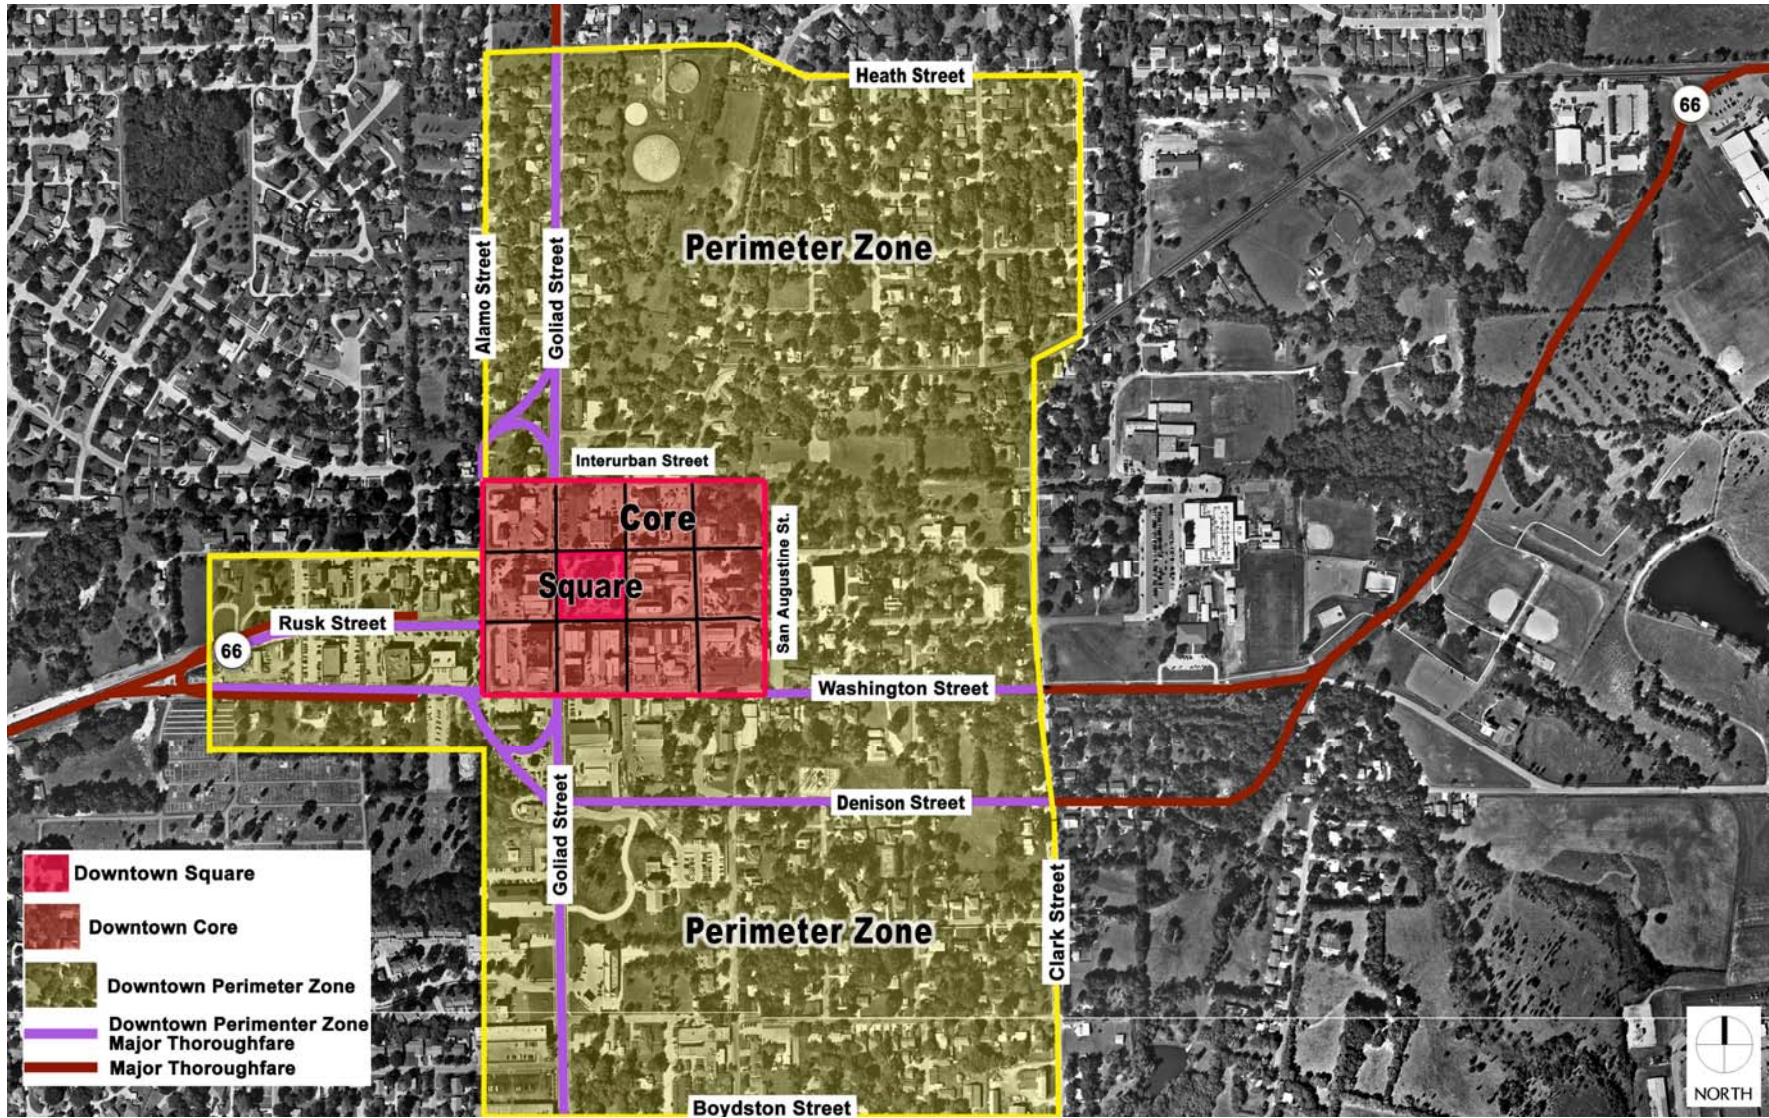 Heath Street
66
Perimeter Zone
Alamo Street
Goliad Street
Interurban Street
Core
Square
San Augustine St.
Rusk Street
66
Washington Street
Denison Street
Goliad Street
Perimeter Zone
Clark Street
Boydston Street
Downtown Square
Downtown Core
Downtown Perimeter Zone
Downtown Perimenter Zone
Major Thoroughfare
Major Thoroughfare
NORTH